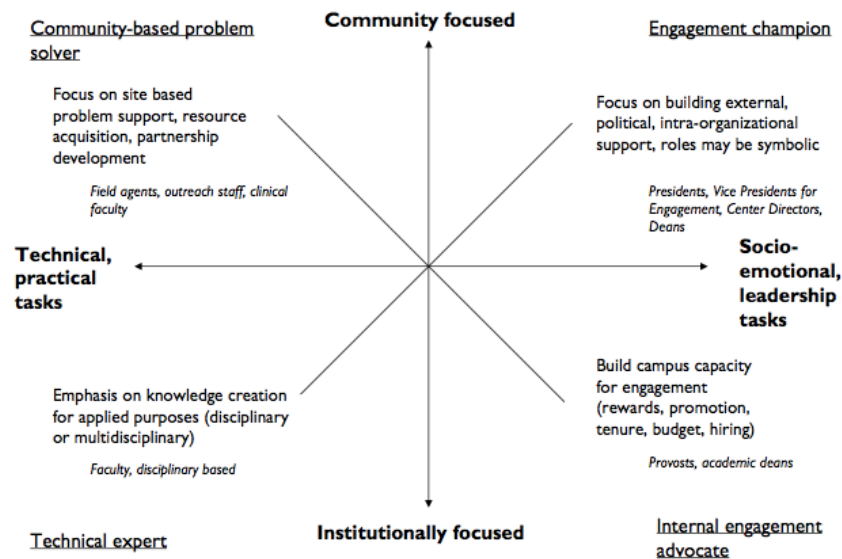 Community focused
Community-based problem
solver
Focus on site based
problem support, resource
acquisition, partnership
development
Field agents, outreach staff, clinical
faculty
Engagement champion
Focus on building external,
political, intra-organizational
support, roles may be symbolic
Presidents, Vice Presidents for
Engagement, Center Directors,
Deans
Technical,
practical
tasks
Socio-
emotional,
leadership
tasks
Emphasis on knowledge creation
for applied purposes (disciplinary
or multidisciplinary)
Faculty, disciplinary based
Technical expert
Build campus capacity
for engagement
(rewards, promotion,
tenure, budget, hiring)
Provosts, academic deans
Internal engagement
advocate
Institutionally focused